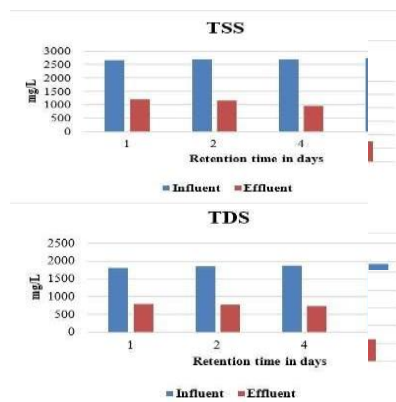 TSS
3000
2500
2000
1500
1000
500
0
mg/L
1 2 4
Retention time in days
Influent Effluent
TDS
2500
2000
1500
1000
500
0
mg/L
1 2 4
Retention time in days
Influent Effluent